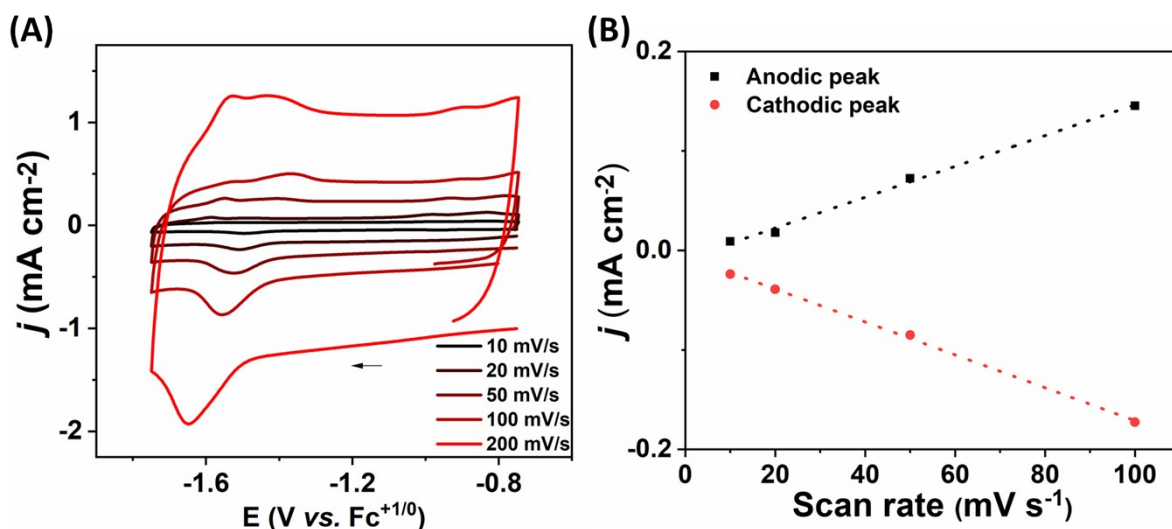 (A)
j (mA cm-2)
1
0
-1
-2
10 mV/s
20 mV/s
50 mV/s
100 mV/s
200 mV/s
-1.6
-1.2
-0.8
E (V vs. Fc+1/0)
(B)
j (mA cm-2)
0.2
0.0
-0.2
Anodic peak
Cathodic peak
0
20
40
60
80
100
Scan rate (mV s-1)